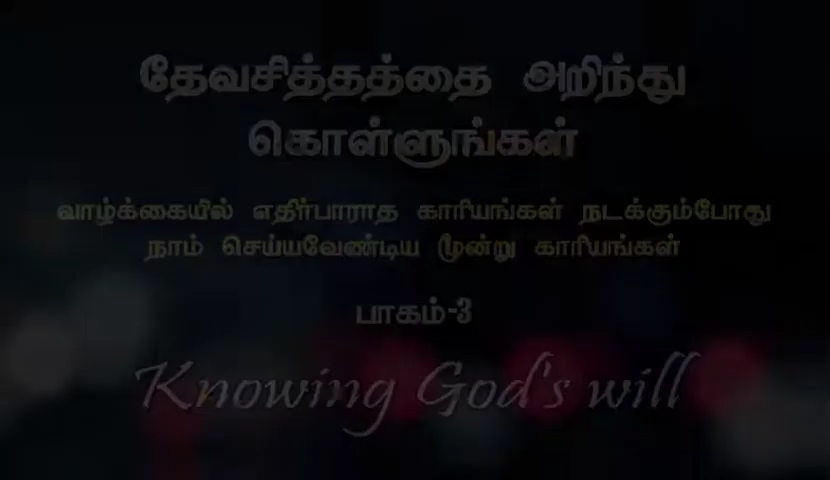 தேவசித்தத்தை அறிந்து
கொள்ளுங்கள்
வாழ்க்கையில் எதிர்பாராத காரியங்கள் நடக்கும்போது
நாம் செய்யவேண்டிய மூன்று காரியங்கள்
பாகம்-3
Knowing God's will